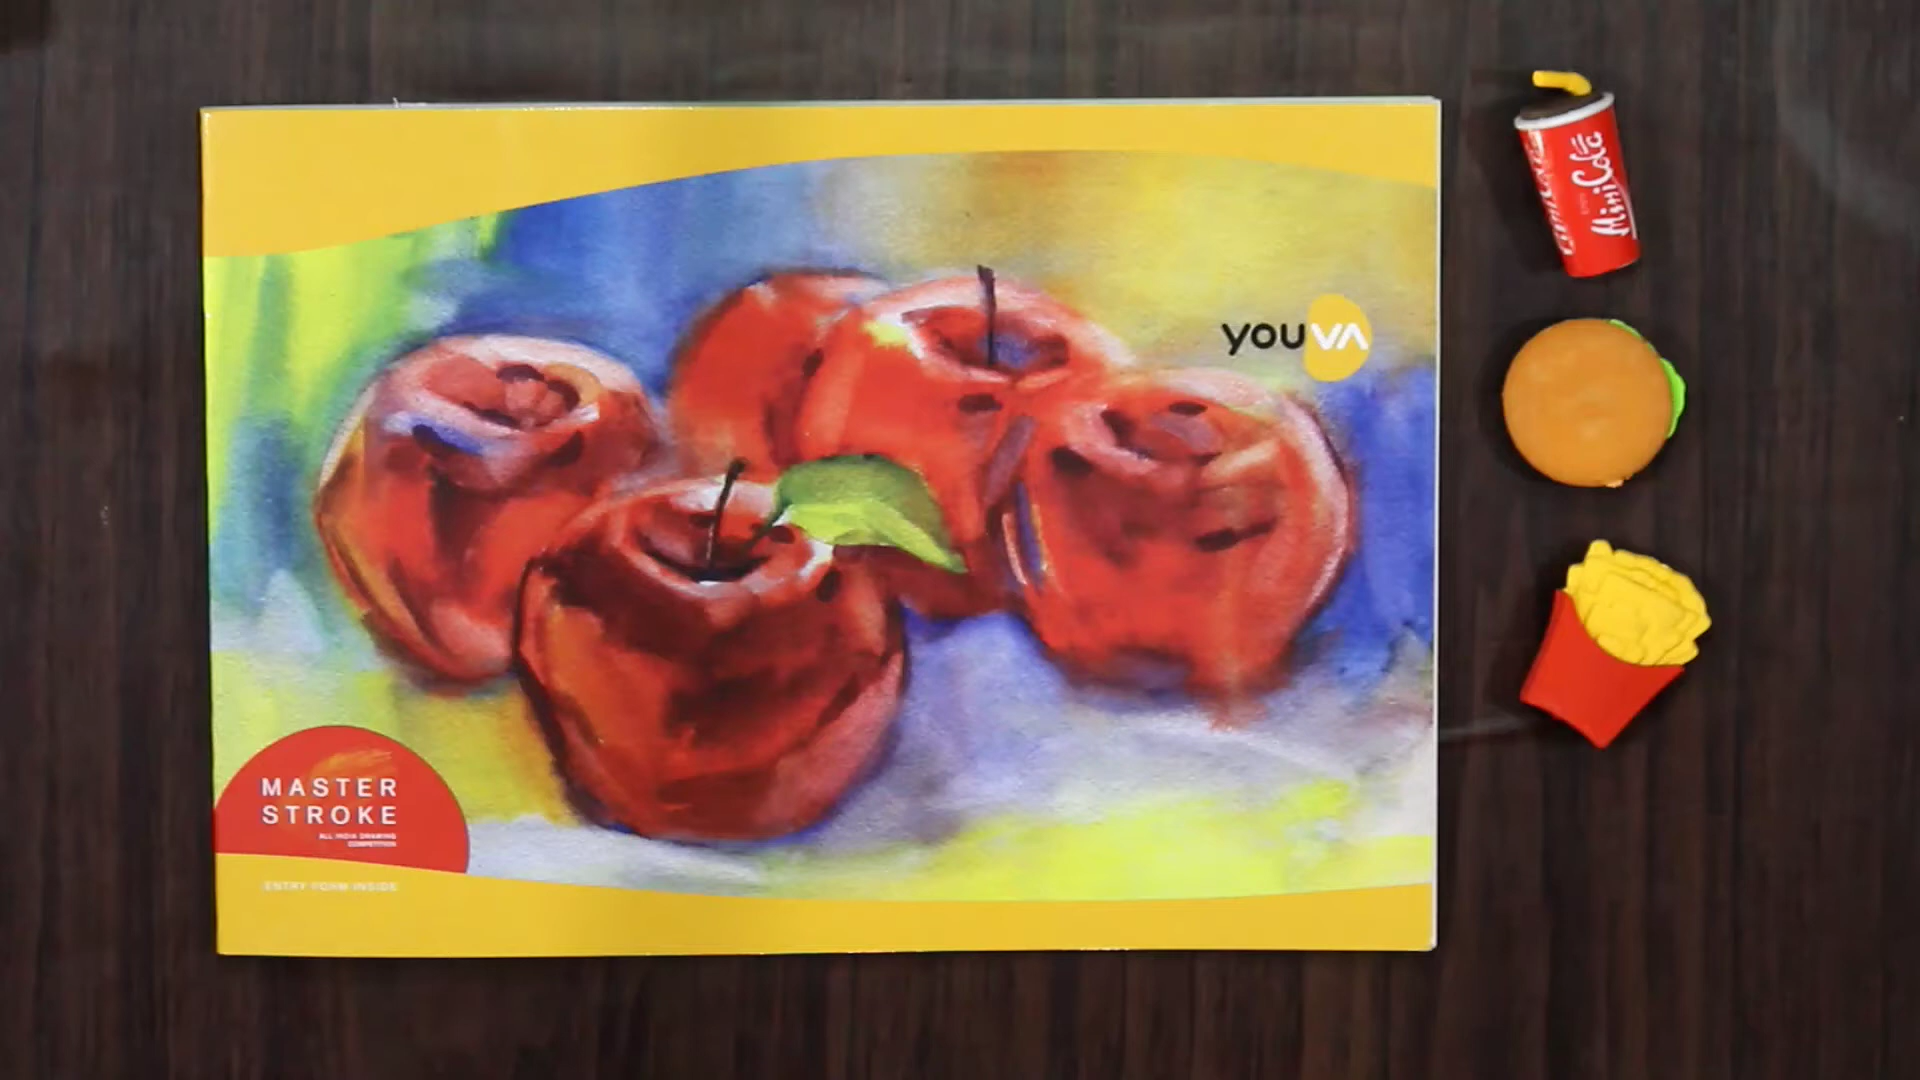 youVA
MASTER
STROKE
ALL INDIA DRAWING
COMPETITION
ENTRY FORM INSIDE
MiniCola